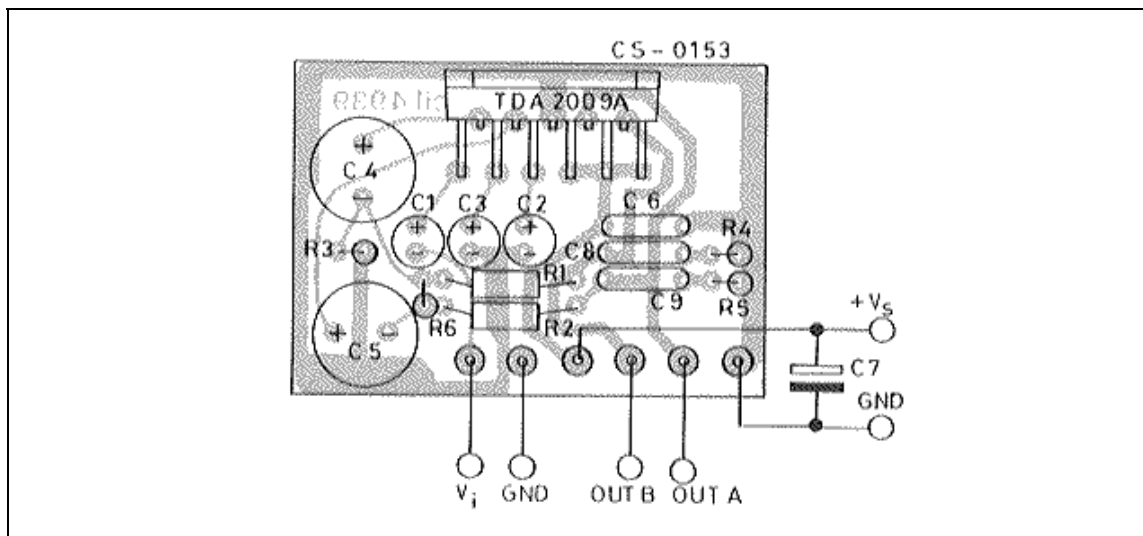 CS-0153
TDA 2009A
C4
C1 C3 C2 C6
R3 C8 R4
R1
R6 R2 C9 R5
C5
+Vs
C7
GND
Vi GND OUT B OUT A